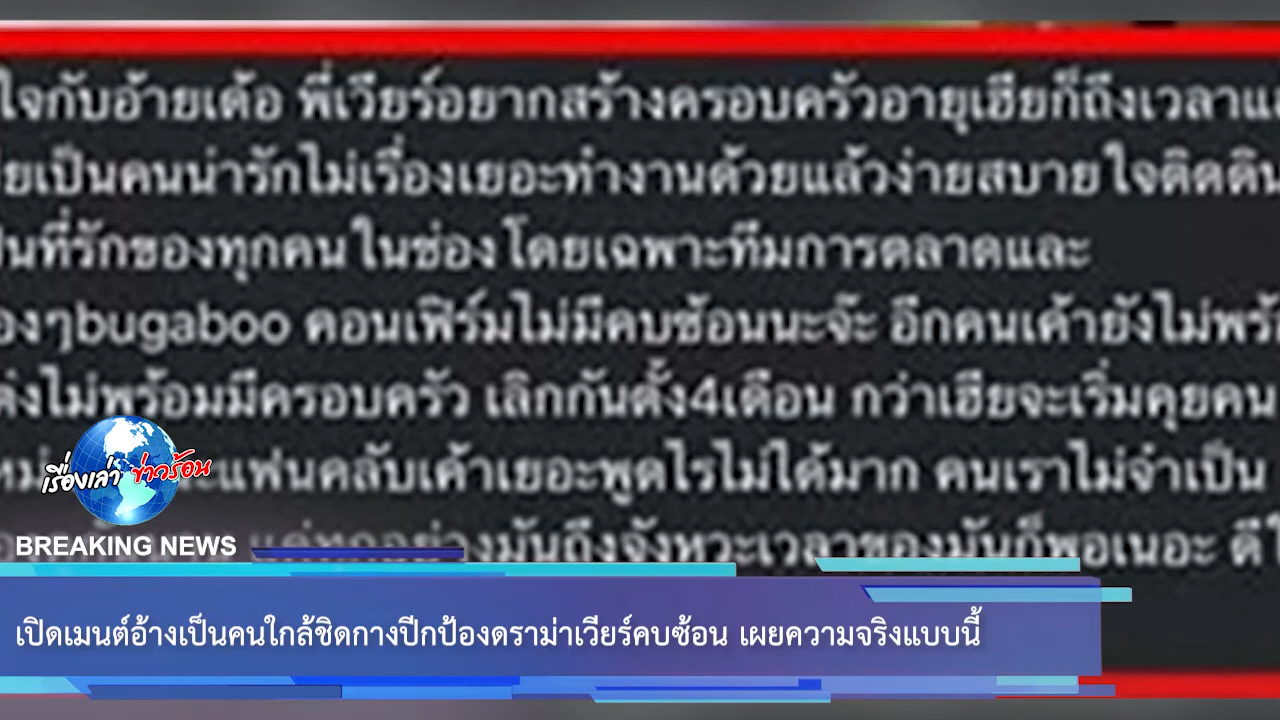 ใจกับอ้ายเด้อ พี่เวียร์อยากสร้างครอบครัวอายุเฮียก็ถึงเวลาแ
ยเป็นคนน่ารักไม่เรื่องเยอะทำงานด้วยแล้วง่ายสบายใจติดดิน
ป็นที่รักของทุกคนในช่องโดยเฉพาะทีมการตลาดและ
องๆbugaboo คอนเฟิร์มไม่มีคบซ้อนนะจ๊ะ อีกคนเค้ายังไม่พร้
ต่งไม่พร้อมมีครอบครัว เลิกกันตั้ง4เดือน กว่าเฮียจะเริ่มคุยคน
แฟนคลับเค้าเยอะพูดไรไม่ได้มาก คนเราไม่จำเป็น
แต่ทุกอย่างมันถึงจังหวะเวลาของมันก็พอเนอะ ดี
เรื่องเล่า ข่าวร้อน
BREAKING NEWS
เปิดเมนต์อ้างเป็นคนใกล้ชิดกางปีกป้องดราม่าเวียร์คบซ้อน เผยความจริงแบบนี้